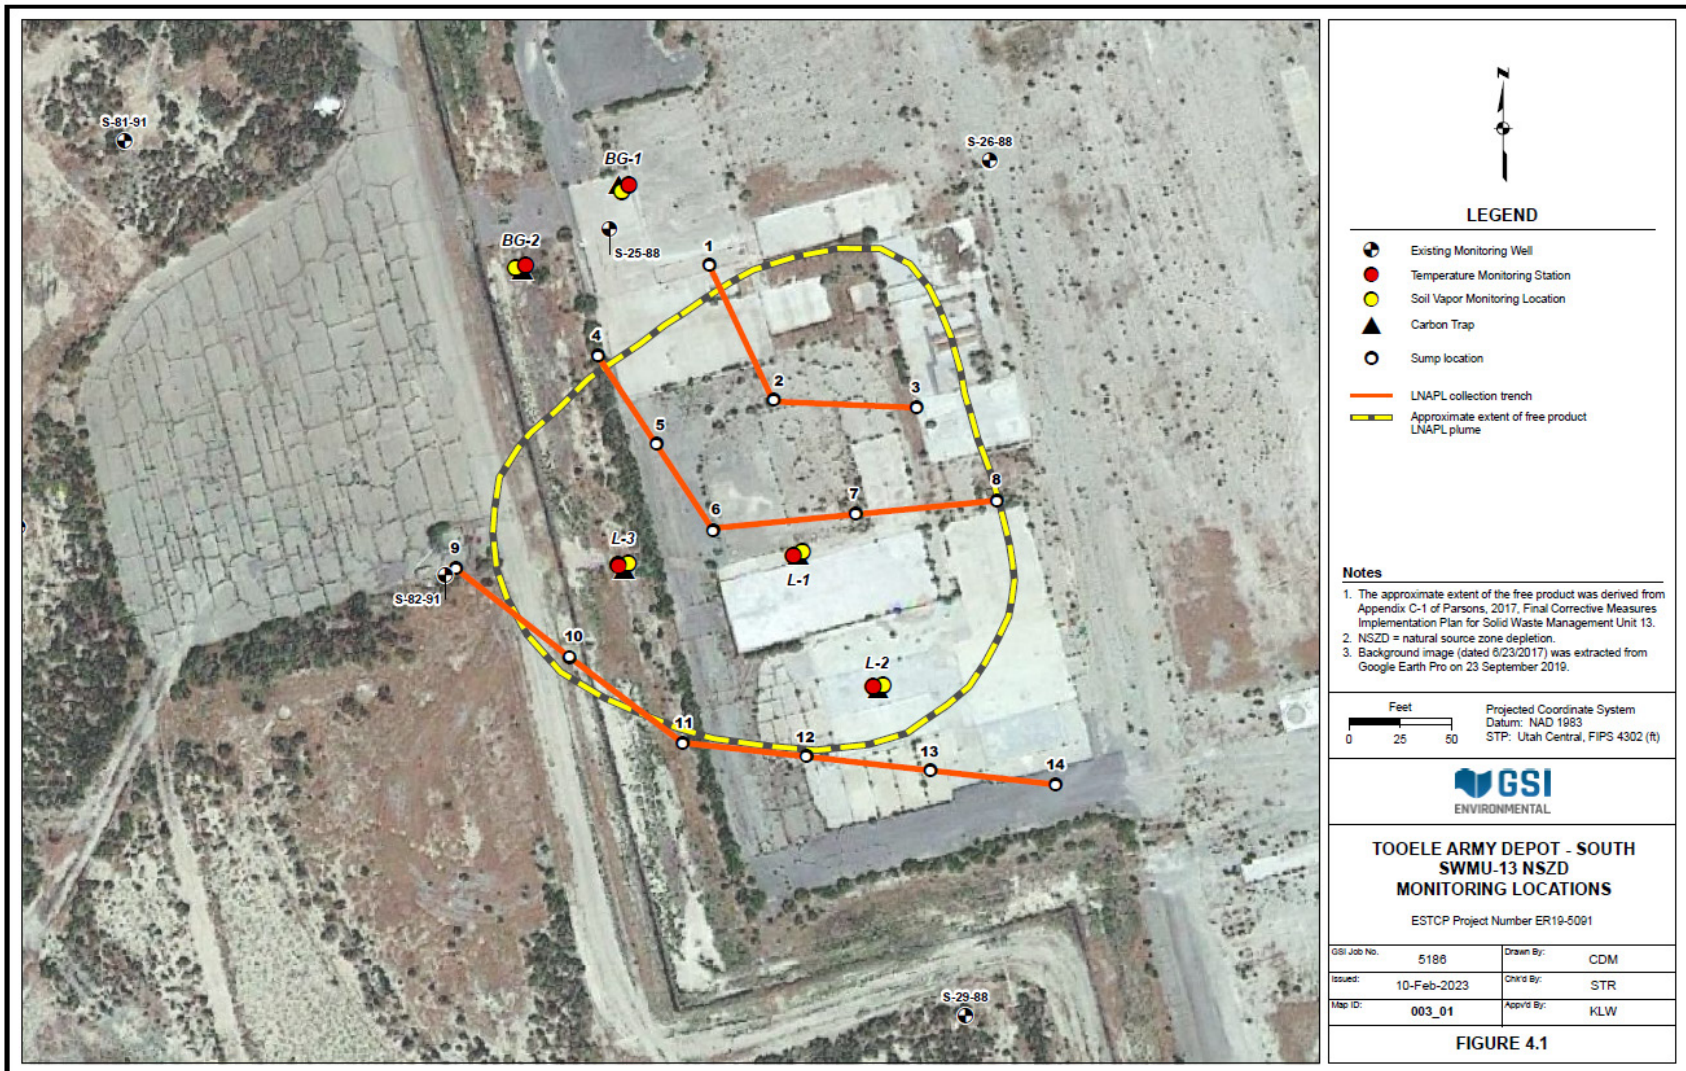 S-81-91
BG-1
S-26-88
S-25-88
BG-2
1
4
2
3
5
6
7
8
L-3
L-1
9
S-82-91
10
L-2
11
12
13
14
S-29-88
N
LEGEND
Existing Monitoring Well
Temperature Monitoring Station
Soil Vapor Monitoring Location
Carbon Trap
Sump location
LNAPL collection trench
Approximate extent of free product
LNAPL plume
Notes
1. The approximate extent of the free product was derived from
Appendix C-1 of Parsons, 2017, Final Corrective Measures
Implementation Plan for Solid Waste Management Unit 13.
2. NSZD = natural source zone depletion.
3. Background image (dated 6/23/2017) was extracted from
Google Earth Pro on 23 September 2019.
Feet
0 25 50
Projected Coordinate System
Datum: NAD 1983
STP: Utah Central, FIPS 4302 (ft)
GSI
ENVIRONMENTAL
TOOELE ARMY DEPOT - SOUTH
SWMU-13 NSZD
MONITORING LOCATIONS
ESTCP Project Number ER19-5091
GSI Job No. 5186 Drawn By: CDM
Issued: 10-Feb-2023 Chk'd By: STR
Map ID: 003_01 Appv'd By: KLW
FIGURE 4.1